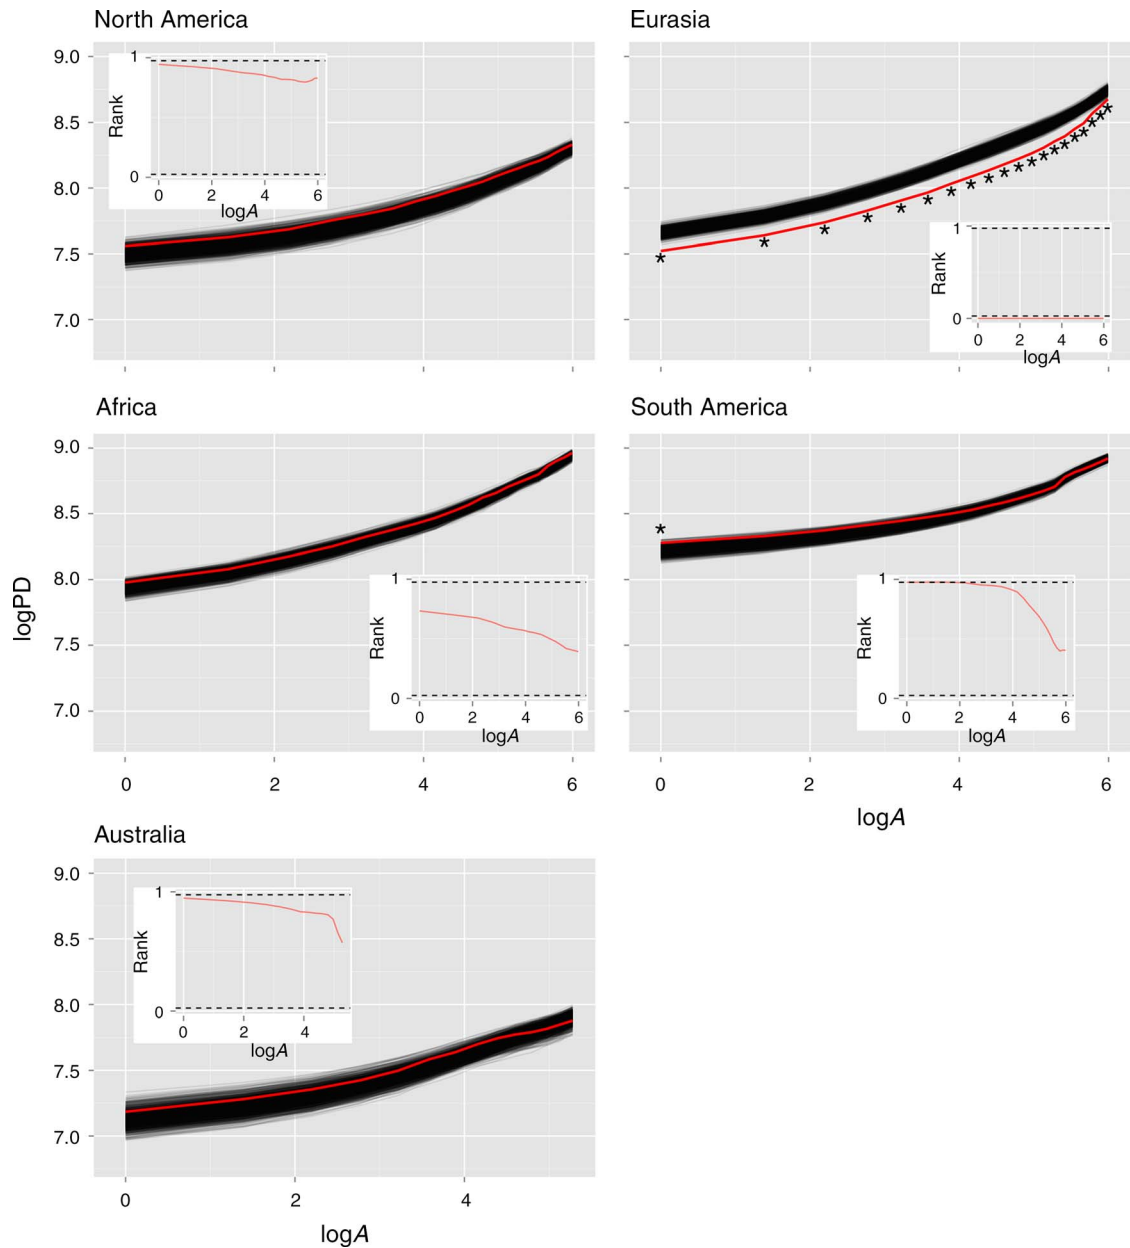 North America
9.0
8.5
8.0
7.5
7.0
1
Rank
0
0 2 4 6
logA
Eurasia
* * * * * * * * * * * * * * * * * * * *
1
Rank
0
0 2 4 6
logA
Africa
9.0
8.5
8.0
7.5
7.0
logPD
1
Rank
0
0 2 4 6
logA
0 2 4 6
South America
*
1
Rank
0
0 2 4 6
logA
0 2 4 6
logA
Australia
9.0
8.5
8.0
7.5
7.0
1
Rank
0
0 2 4
logA
0 2 4
logA